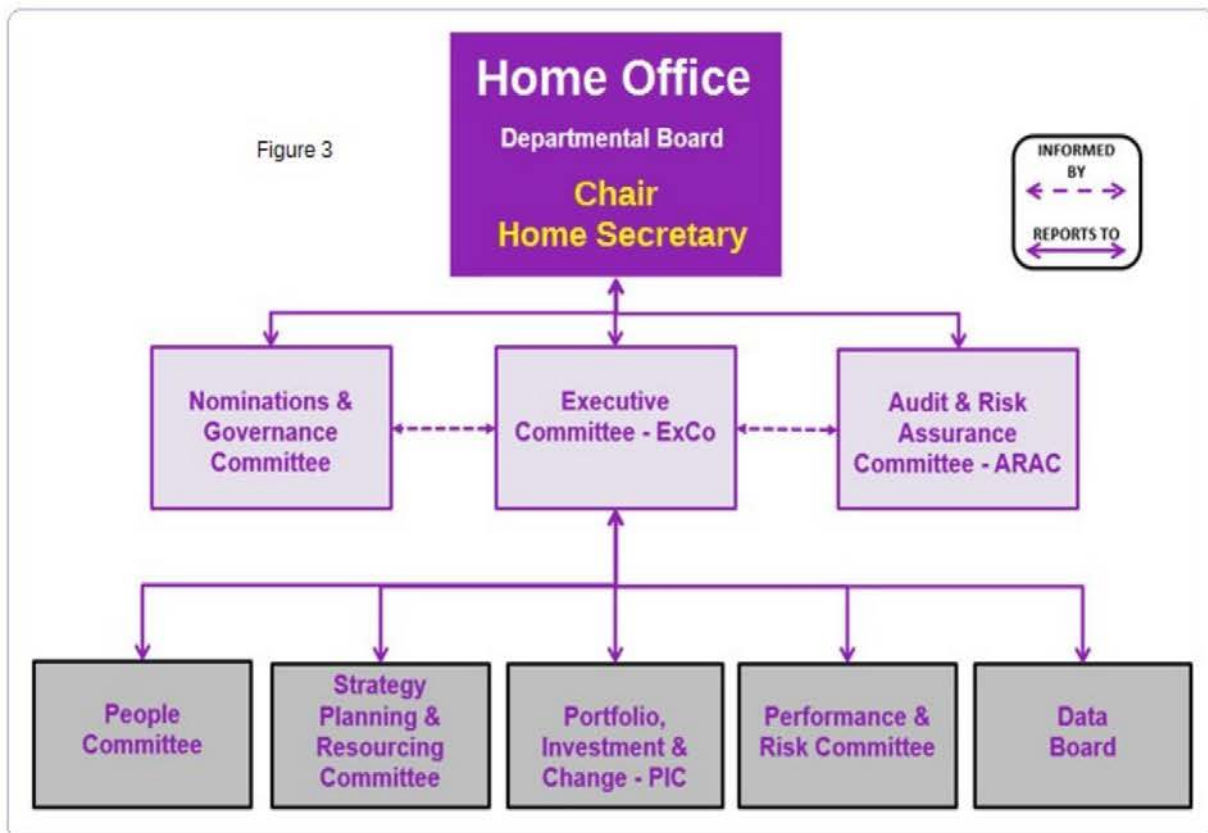 Home Office
Departmental Board
Chair
Home Secretary
Figure 3
INFORMED
BY
REPORTS TO
Nominations &
Governance
Committee
Executive
Committee - ExCo
Audit & Risk
Assurance
Committee - ARAC
People
Committee
Strategy
Planning &
Resourcing
Committee
Portfolio,
Investment &
Change - PIC
Performance &
Risk Committee
Data
Board